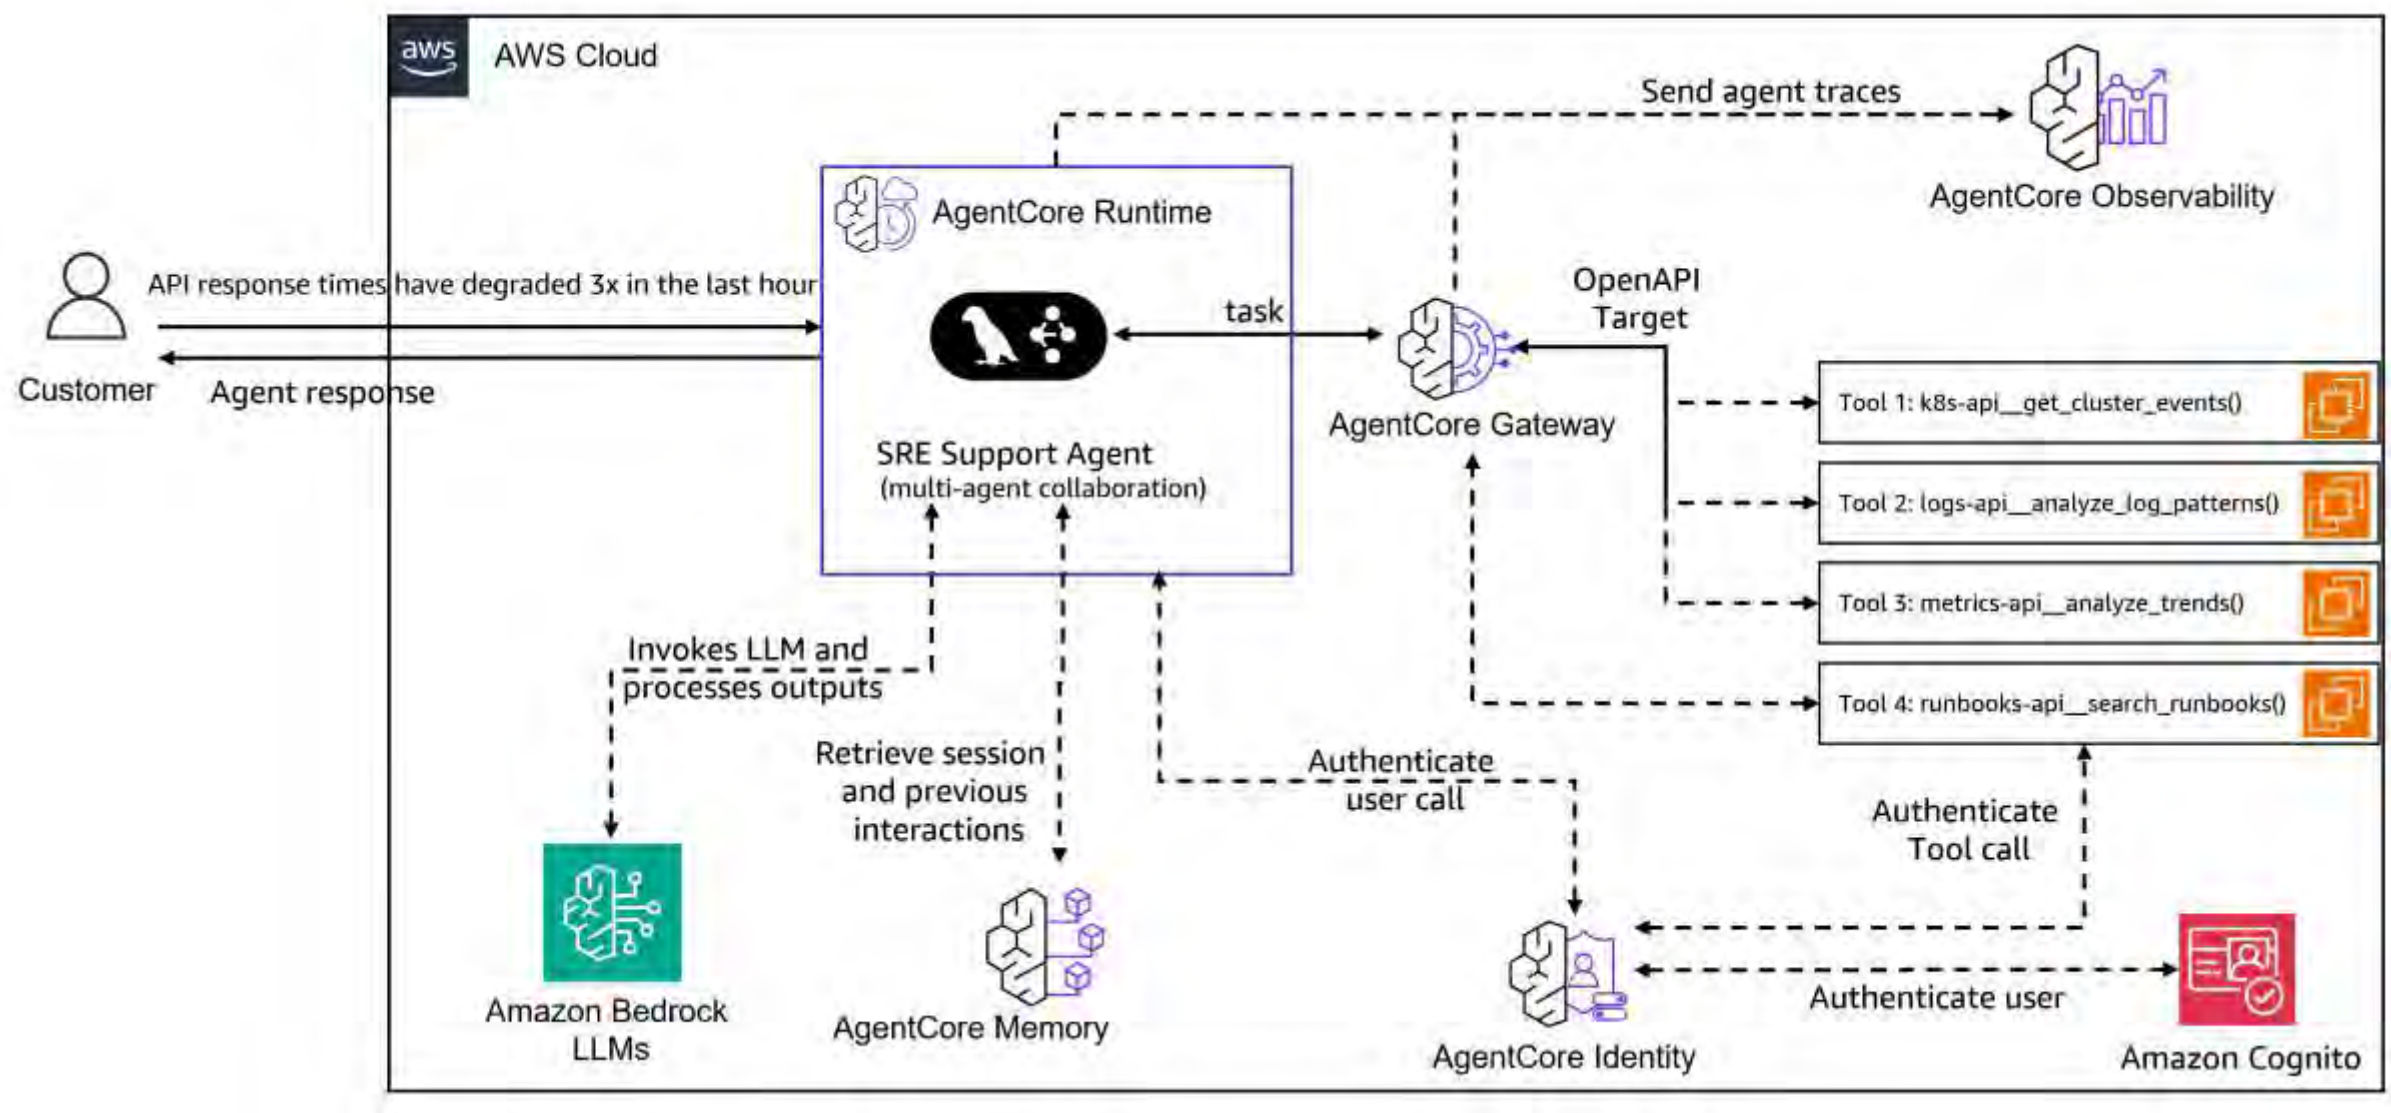 aws
AWS Cloud
Send agent traces
AgentCore Observability
AgentCore Runtime
API response times have degraded 3x in the last hour
OpenAPI
Target
task
Customer
Agent response
AgentCore Gateway
Tool 1: k8s-api__get_cluster_events()
SRE Support Agent
(multi-agent collaboration)
Tool 2: logs-api__analyze_log_patterns()
Tool 3: metrics-api__analyze_trends()
Invokes LLM and
processes outputs
Tool 4: runbooks-api__search_runbooks()
Retrieve session
and previous
interactions
Authenticate
user call
Authenticate
Tool call
Authenticate user
Amazon Bedrock
LLMs
AgentCore Memory
AgentCore Identity
Amazon Cognito